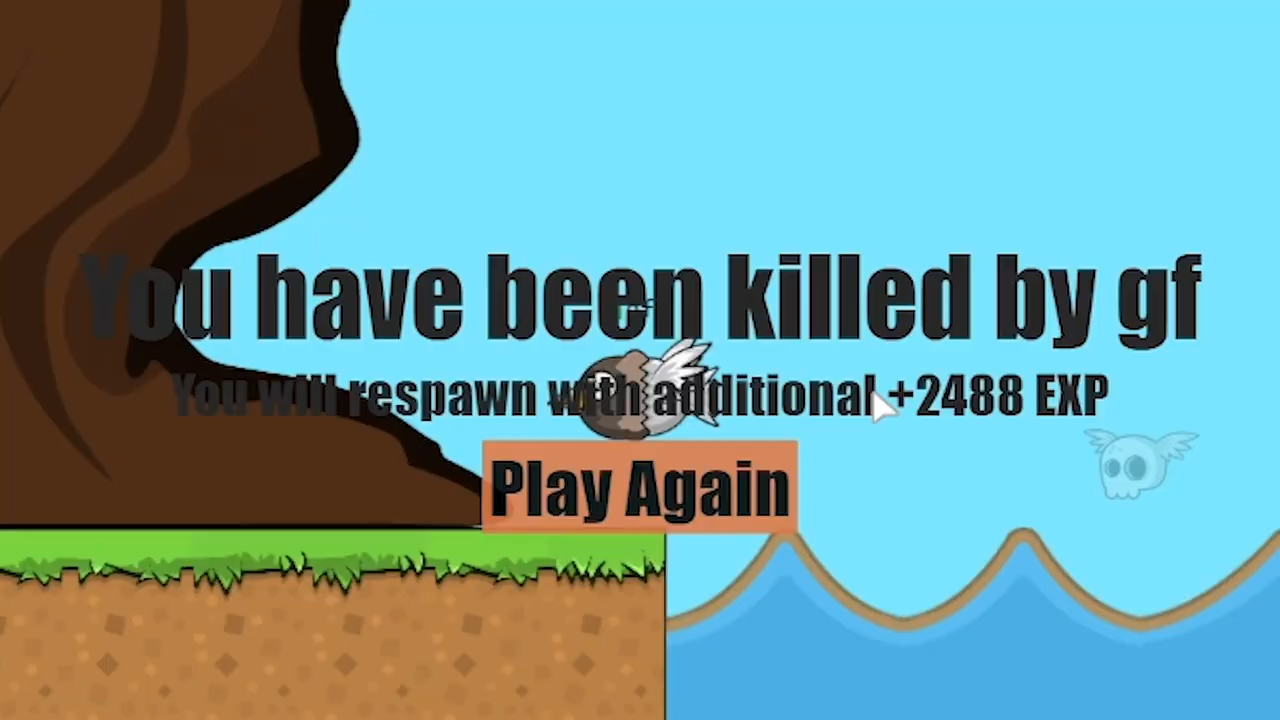 You have been killed by gf
You will respawn with additional +2488 EXP
Play Again